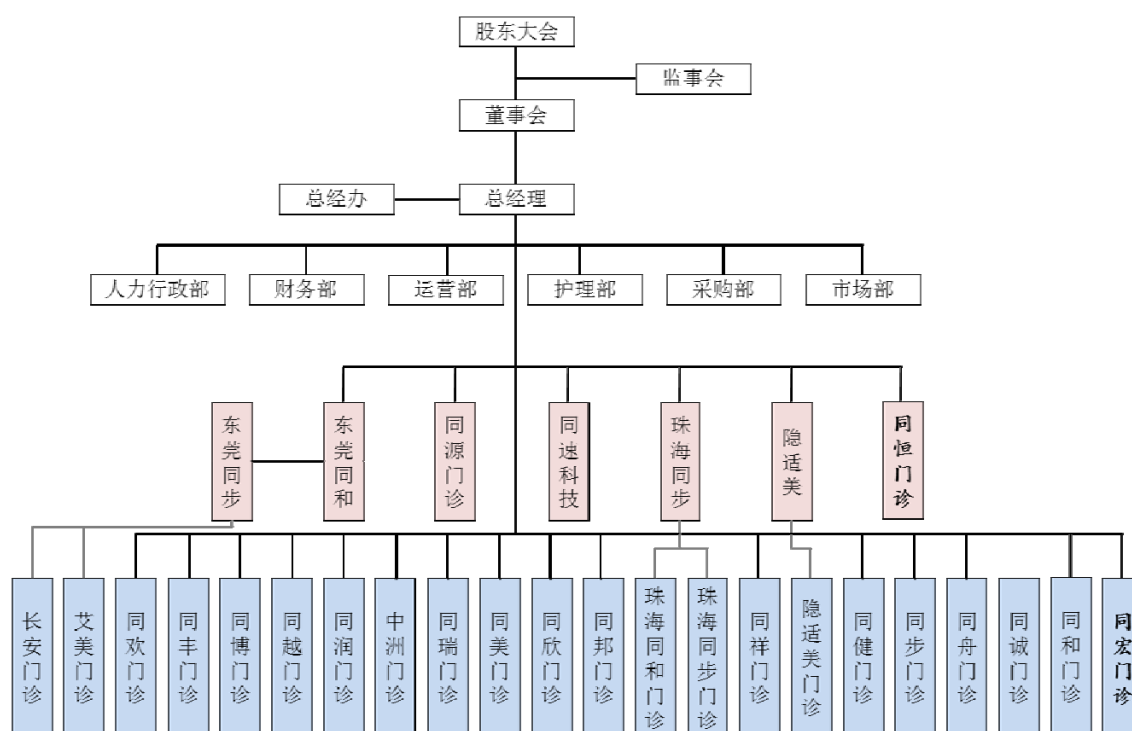 股东大会
监事会
董事会
总经办
总经理
人力行政部
财务部
运营部
护理部
采购部
市场部
东莞同步
东莞同和
同源门诊
同速科技
珠海同步
隐适美
同恒门诊
长安门诊
艾美门诊
同欢门诊
同丰门诊
同博门诊
同越门诊
同润门诊
中洲门诊
同瑞门诊
同美门诊
同欣门诊
同邦门诊
珠海同和门诊
珠海同步门诊
同祥门诊
隐适美门诊
同健门诊
同步门诊
同舟门诊
同诚门诊
同和门诊
同宏门诊